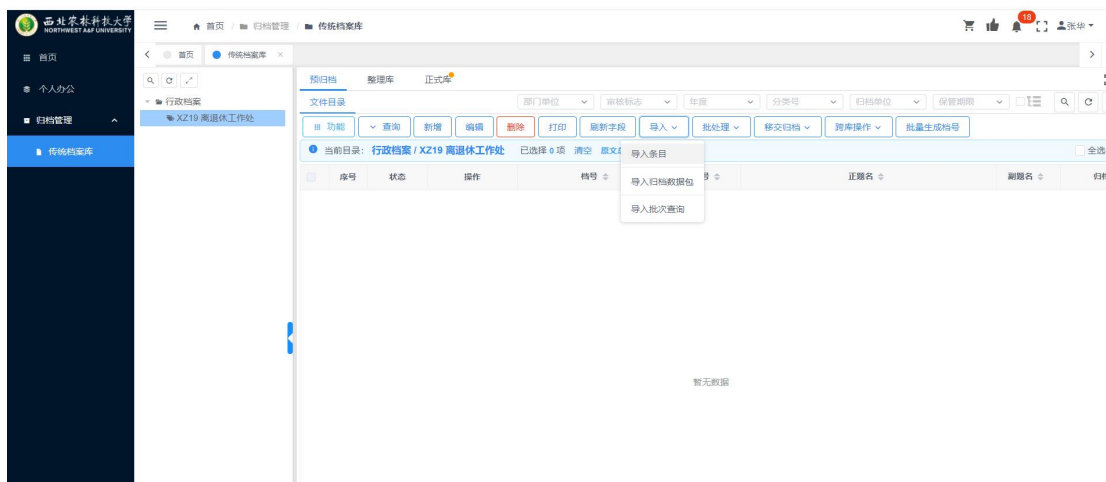 西北农林科技大学
NORTHWEST A&F UNIVERSITY
首页 / 归档管理 / 传统档案库
18
张华
首页
个人办公
归档管理
传统档案库
首页 传统档案库 ×
行政档案
XZ19 离退休工作处
预归档 整理库 正式库
文件目录 部门单位 审核标志 年度 分类号 归档单位 保管期限
功能 查询 新增 编辑 删除 打印 刷新字段 导入 批处理 移交归档 跨库操作 批量生成档号
当前目录: 行政档案 / XZ19 离退休工作处 已选择 0 项 清空 原文 全选
序号 状态 操作 档号 号 正题名 副题名 归档
导入条目
导入归档数据包
导入批次查询
暂无数据